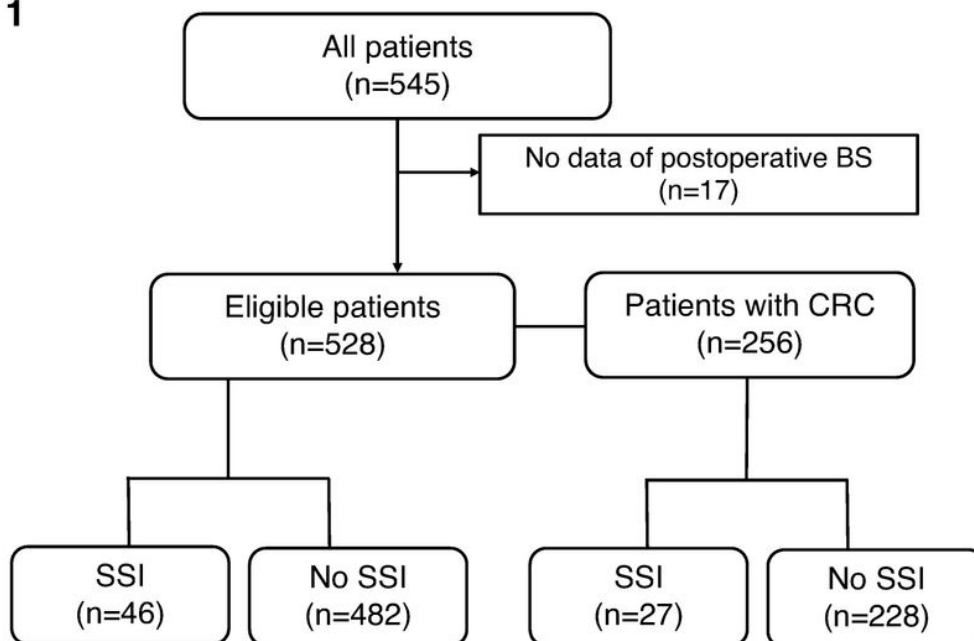 1
All patients
(n=545)
No data of postoperative BS
(n=17)
Eligible patients
(n=528)
Patients with CRC
(n=256)
SSI
(n=46)
No SSI
(n=482)
SSI
(n=27)
No SSI
(n=228)